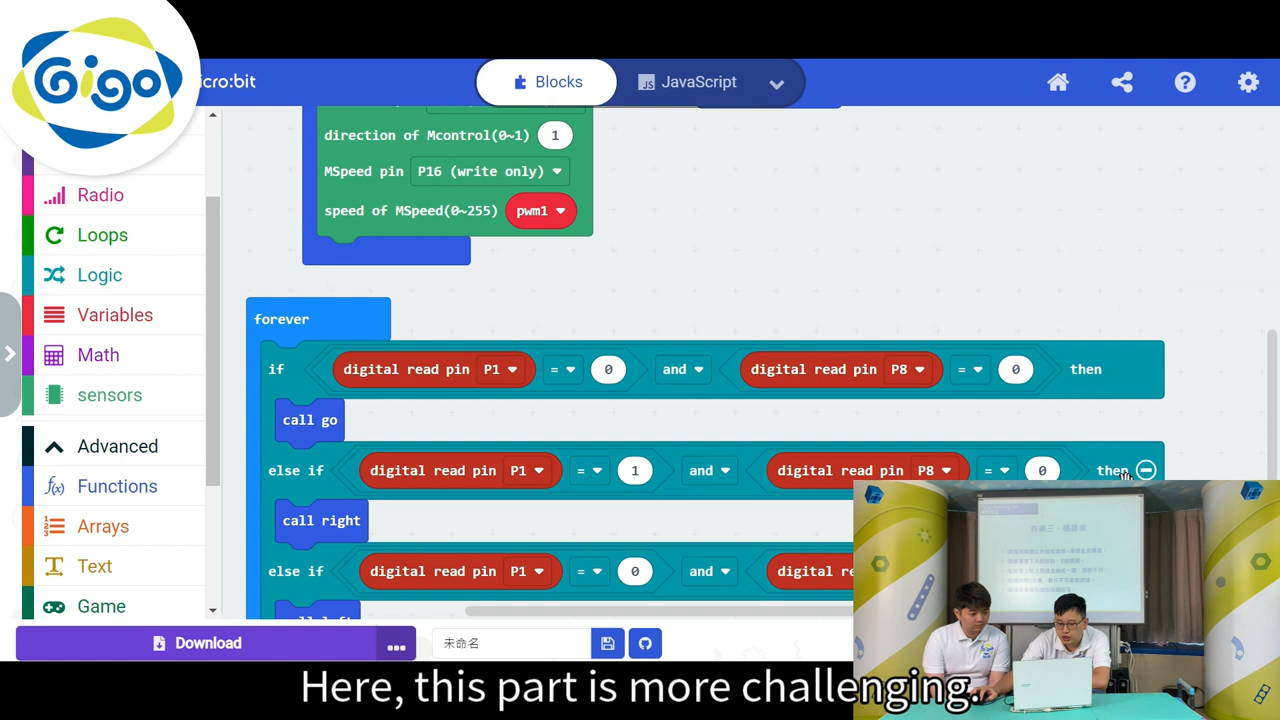 Gigo
micro:bit
Blocks
JS JavaScript
direction of Mcontrol(0~1) 1
MSpeed pin P16 (write only)
speed of MSpeed(0~255) pwm1
Radio
Loops
Logic
Variables
Math
sensors
Advanced
f(x) Functions
Arrays
T Text
Game
forever
if digital read pin P1 = 0 and digital read pin P8 = 0 then
call go
else if digital read pin P1 = 1 and digital read pin P8 = 0 then
call right
else if digital read pin P1 = 0 and digital re
Download
未命名
Here, this part is more challenging.